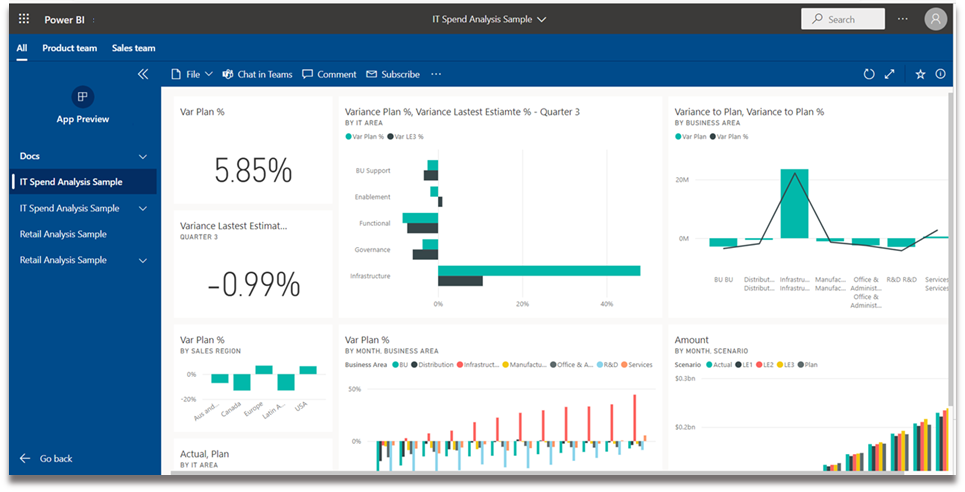 Power BI
IT Spend Analysis Sample
Search
All
Product team
Sales team
File
Chat in Teams
Comment
Subscribe
App Preview
Docs
IT Spend Analysis Sample
IT Spend Analysis Sample
Retail Analysis Sample
Retail Analysis Sample
Go back
Var Plan %
5.85%
Variance Lastest Estimat...
QUARTER 3
-0.99%
Variance Plan %, Variance Lastest Estiamte % - Quarter 3
BY IT AREA
Var Plan % Var LE3 %
BU Support
Enablement
Functional
Governance
Infrastructure
0% 20% 40%
Variance to Plan, Variance to Plan %
BY BUSINESS AREA
Var Plan Var Plan %
20M
0M
BU BU Distribut... Infrastru... Manufac... Office & R&D R&D Services
Distribut... Infrastru... Manufac... Administ... Services
Office &
Administ...
Var Plan %
BY SALES REGION
0%
-20%
Aus and... Canada Europe Latin A... USA
Var Plan %
BY MONTH, BUSINESS AREA
Business Area BU Distribution Infrastruct... Manufactu... Office & A... R&D Services
50%
0%
Amount
BY MONTH, SCENARIO
Scenario Actual LE1 LE2 LE3 Plan
$0.3bn
$0.2bn
Actual, Plan
BY IT AREA